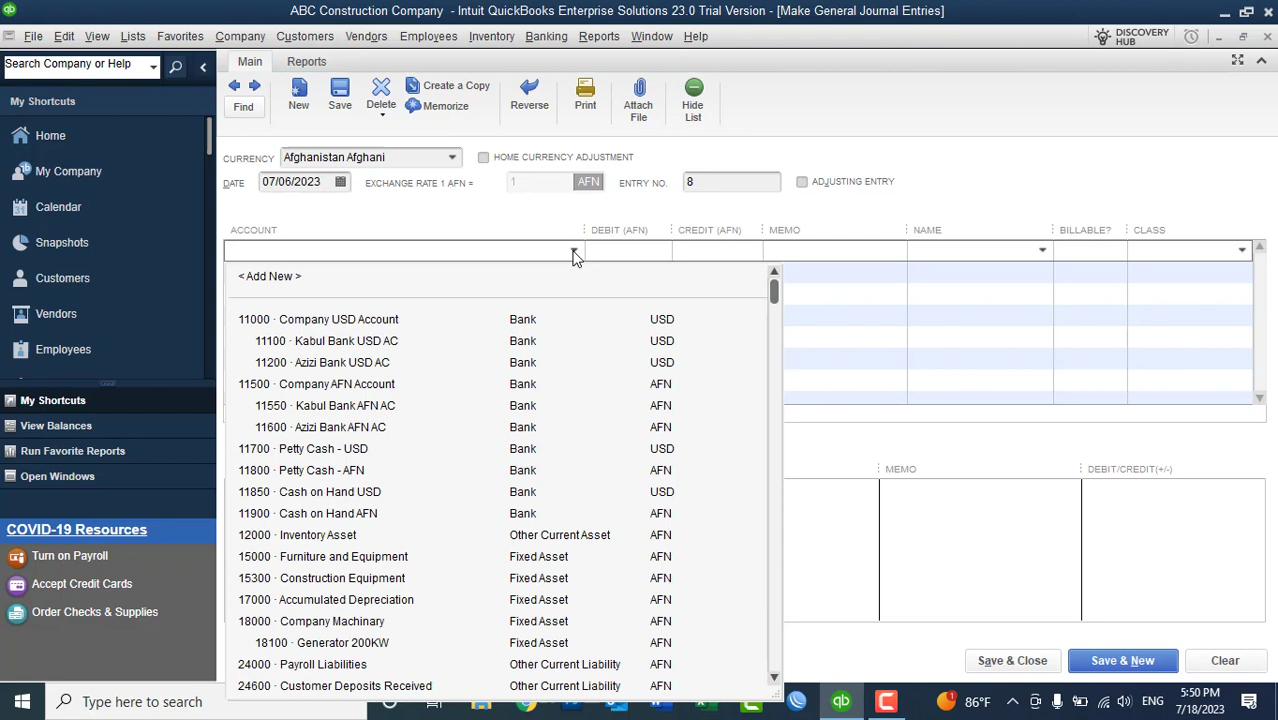 ABC Construction Company - Intuit QuickBooks Enterprise Solutions 23.0 Trial Version - [Make General Journal Entries]
File Edit View Lists Favorites Company Customers Vendors Employees Inventory Banking Reports Window Help
DISCOVERY HUB
Search Company or Help
My Shortcuts
Home
My Company
Calendar
Snapshots
Customers
Vendors
Employees
My Shortcuts
View Balances
Run Favorite Reports
Open Windows
COVID-19 Resources
Turn on Payroll
Accept Credit Cards
Order Checks & Supplies
Main Reports
Find
New
Save
Delete
Create a Copy
Memorize
Reverse
Print
Attach File
Hide List
CURRENCY Afghanistan Afghani HOME CURRENCY ADJUSTMENT
DATE 07/06/2023 EXCHANGE RATE 1 AFN = 1 AFN ENTRY NO. 8 ADJUSTING ENTRY
ACCOUNT DEBIT (AFN) CREDIT (AFN) MEMO NAME BILLABLE? CLASS
< Add New >
11000 · Company USD Account Bank USD
11100 · Kabul Bank USD AC Bank USD
11200 · Azizi Bank USD AC Bank USD
11500 · Company AFN Account Bank AFN
11550 · Kabul Bank AFN AC Bank AFN
11600 · Azizi Bank AFN AC Bank AFN
11700 · Petty Cash - USD Bank USD
11800 · Petty Cash - AFN Bank AFN
11850 · Cash on Hand USD Bank USD
11900 · Cash on Hand AFN Bank AFN
12000 · Inventory Asset Other Current Asset AFN
15000 · Furniture and Equipment Fixed Asset AFN
15300 · Construction Equipment Fixed Asset AFN
17000 · Accumulated Depreciation Fixed Asset AFN
18000 · Company Machinery Fixed Asset AFN
18100 · Generator 200KW Fixed Asset AFN
24000 · Payroll Liabilities Other Current Liability AFN
24600 · Customer Deposits Received Other Current Liability AFN
MEMO DEBIT/CREDIT(+/-)
Save & Close Save & New Clear
Type here to search
1 86°F ENG
5:50 PM
7/18/2023